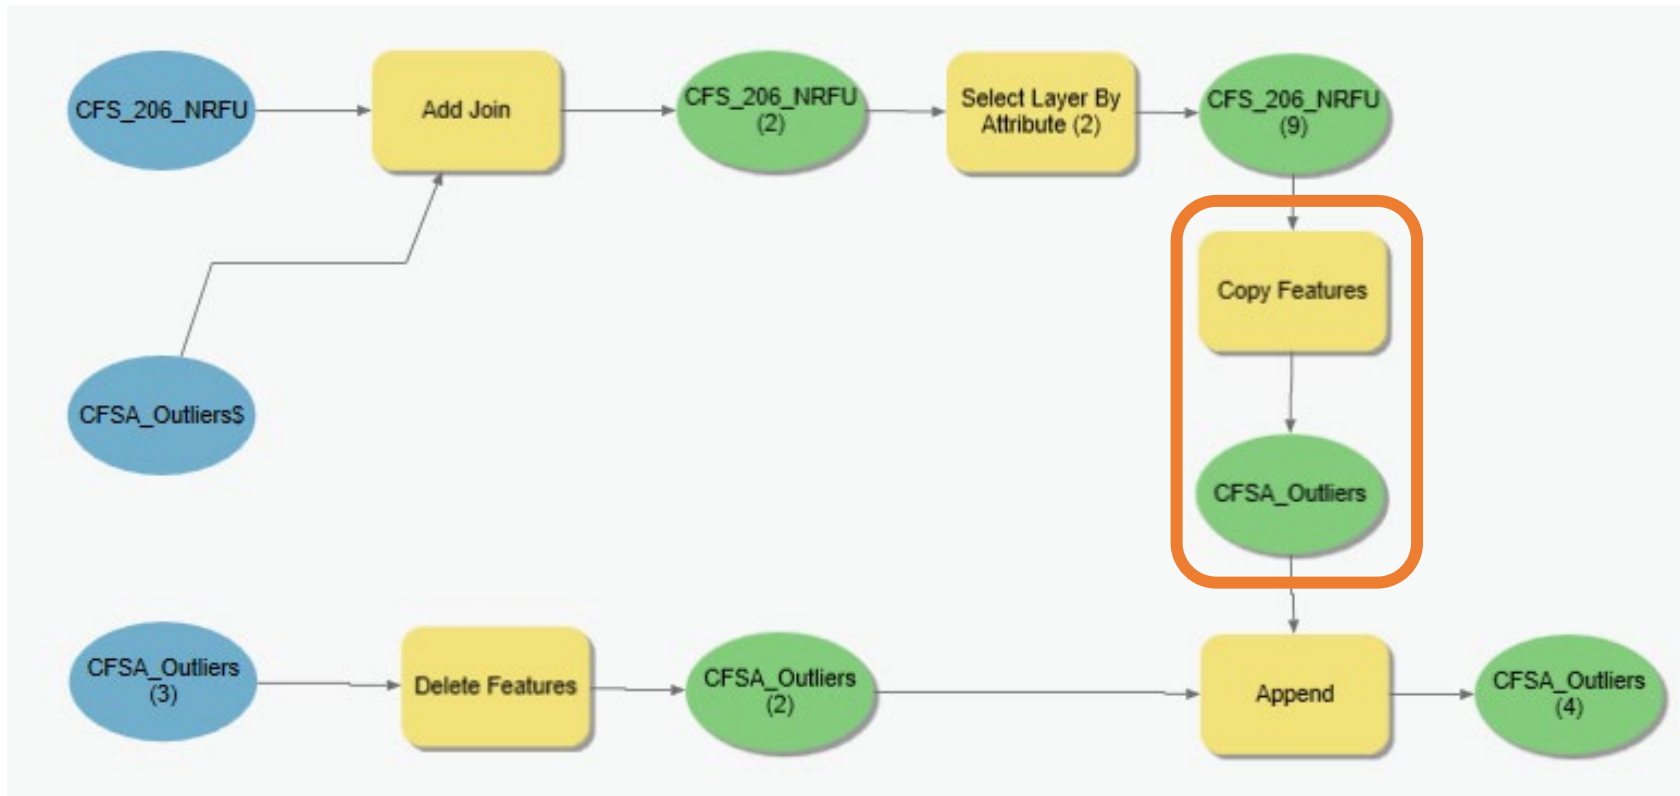 CFS_206_NRFU
Add Join
CFS_206_NRFU
(2)
Select Layer By
Attribute (2)
CFS_206_NRFU
(9)
Copy Features
CFSA_Outliers$
CFSA_Outliers
CFSA_Outliers
(3)
Delete Features
CFSA_Outliers
(2)
Append
CFSA_Outliers
(4)